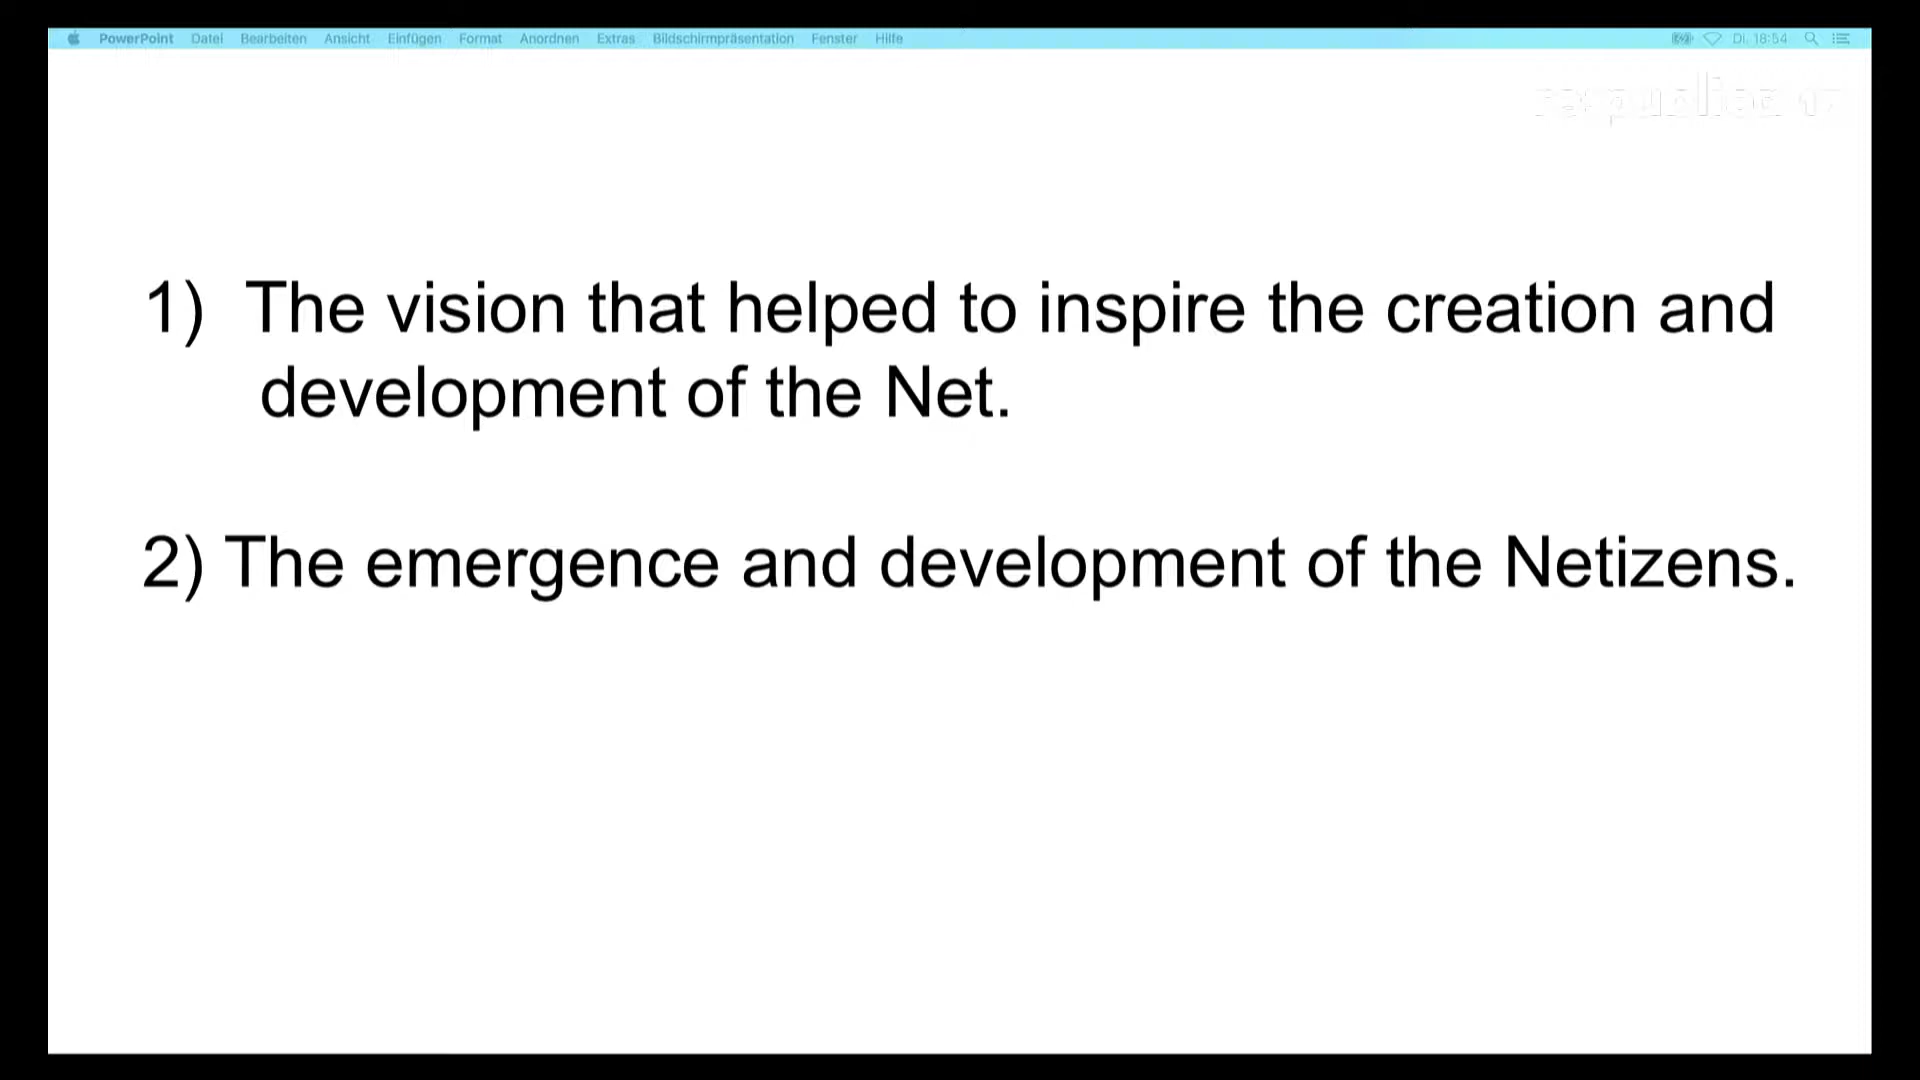 PowerPoint Datei Bearbeiten Ansicht Einfügen Format Anordnen Extras Bildschirmpräsentation Fenster Hilfe Di. 18:54
1) The vision that helped to inspire the creation and
development of the Net.
2) The emergence and development of the Netizens.